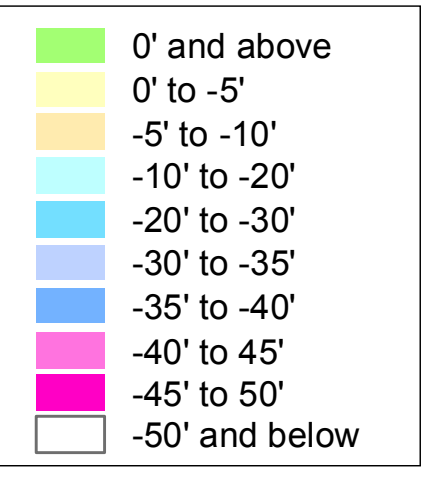 0' and above
0' to -5'
-5' to -10'
-10' to -20'
-20' to -30'
-30' to -35'
-35' to -40'
-40' to 45'
-45' to 50'
-50' and below